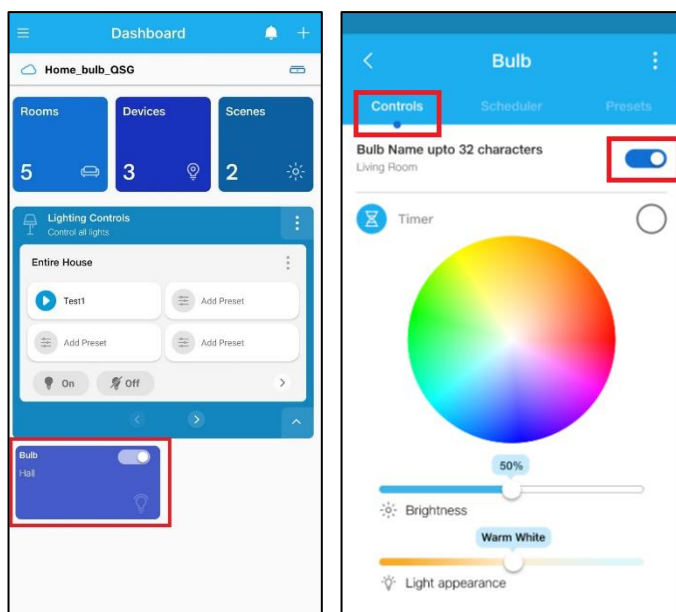 Dashboard
Home_bulb_QSG
Rooms
Devices
Scenes
5
3
2
Lighting Controls
Control all lights
Entire House
Test1
Add Preset
Add Preset
Add Preset
On
Off
Bulb
Hall
Bulb
Controls
Scheduler
Presets
Bulb Name upto 32 characters
Living Room
Timer
50%
Brightness
Warm White
Light appearance